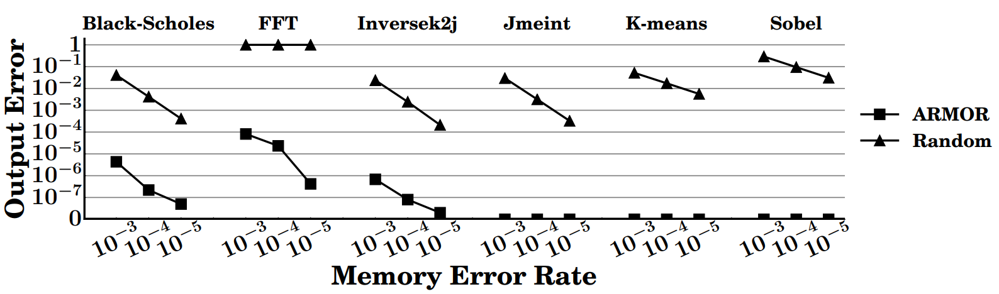 Black-Scholes FFT Inversek2j Jmeint K-means Sobel
Output Error
1
10⁻¹
10⁻²
10⁻³
10⁻⁴
10⁻⁵
10⁻⁶
10⁻⁷
0
10⁻³ 10⁻⁴ 10⁻⁵ 10⁻³ 10⁻⁴ 10⁻⁵ 10⁻³ 10⁻⁴ 10⁻⁵ 10⁻³ 10⁻⁴ 10⁻⁵ 10⁻³ 10⁻⁴ 10⁻⁵ 10⁻³ 10⁻⁴ 10⁻⁵
Memory Error Rate
ARMOR
Random